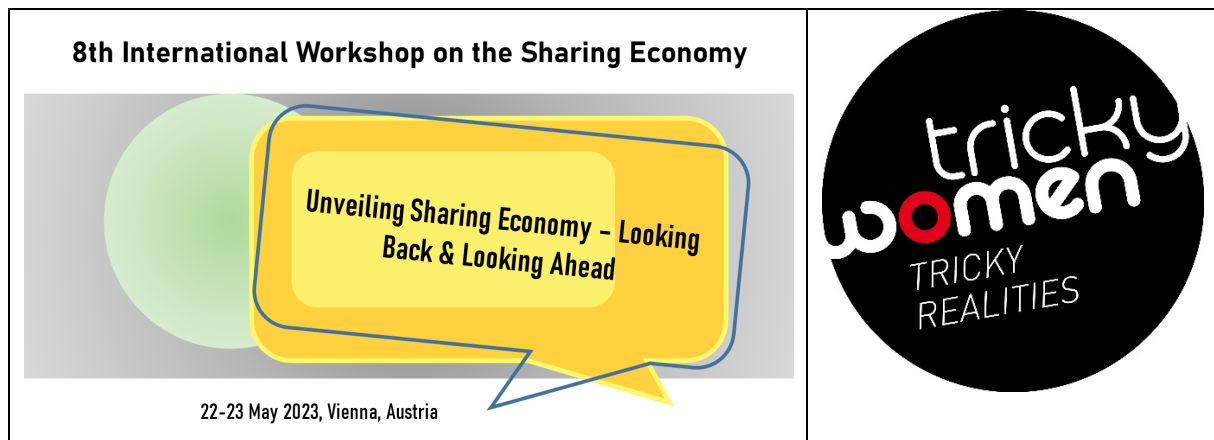 8th International Workshop on the Sharing Economy
Unveiling Sharing Economy – Looking
Back & Looking Ahead
22-23 May 2023, Vienna, Austria
tricky
women
TRICKY
REALITIES